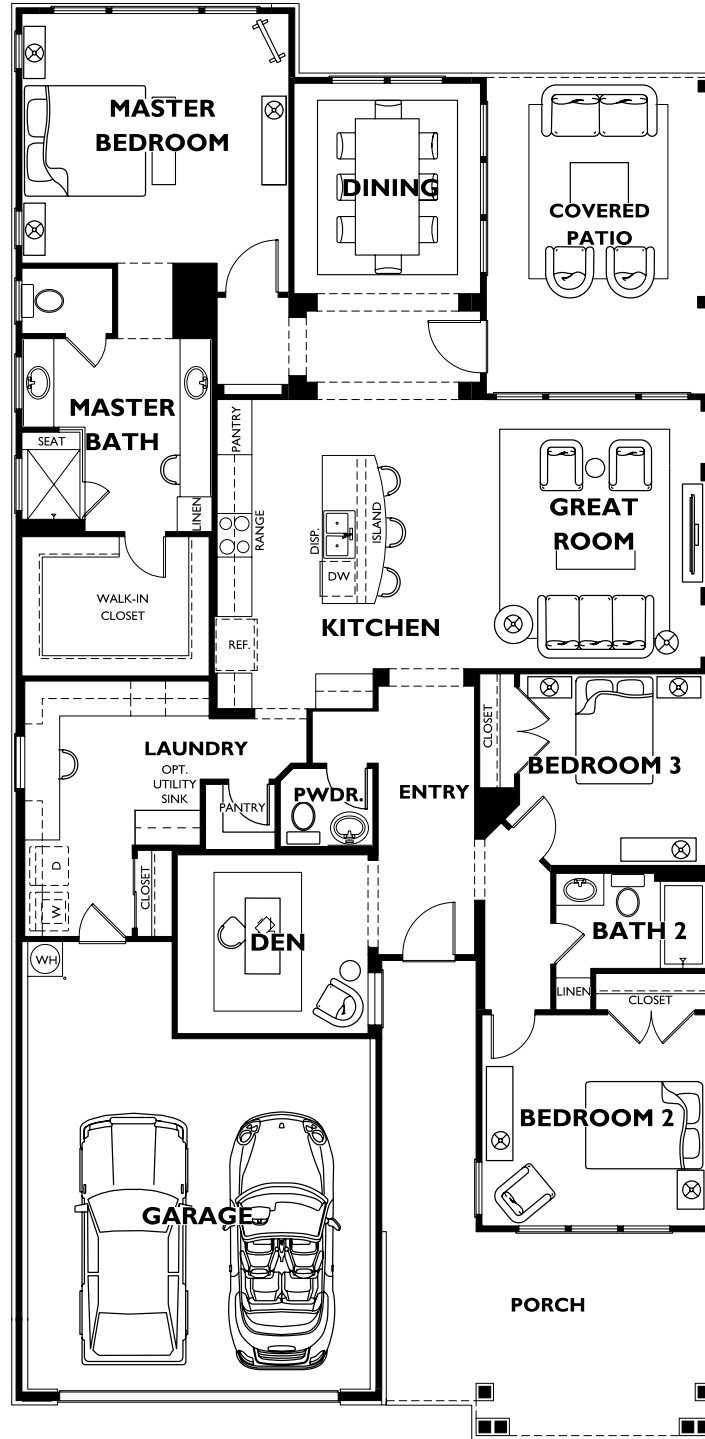 MASTER
BEDROOM
DINING
COVERED
PATIO
MASTER
BATH
SEAT
LINEN
PANTRY
RANGE
DISP.
DW
ISLAND
GREAT
ROOM
WALK-IN
CLOSET
REF.
KITCHEN
LAUNDRY
OPT.
UTILITY
SINK
PANTRY
PWDR.
ENTRY
CLOSET
BEDROOM 3
D
W
CLOSET
DEN
BATH 2
LINEN
CLOSET
WH
BEDROOM 2
GARAGE
PORCH